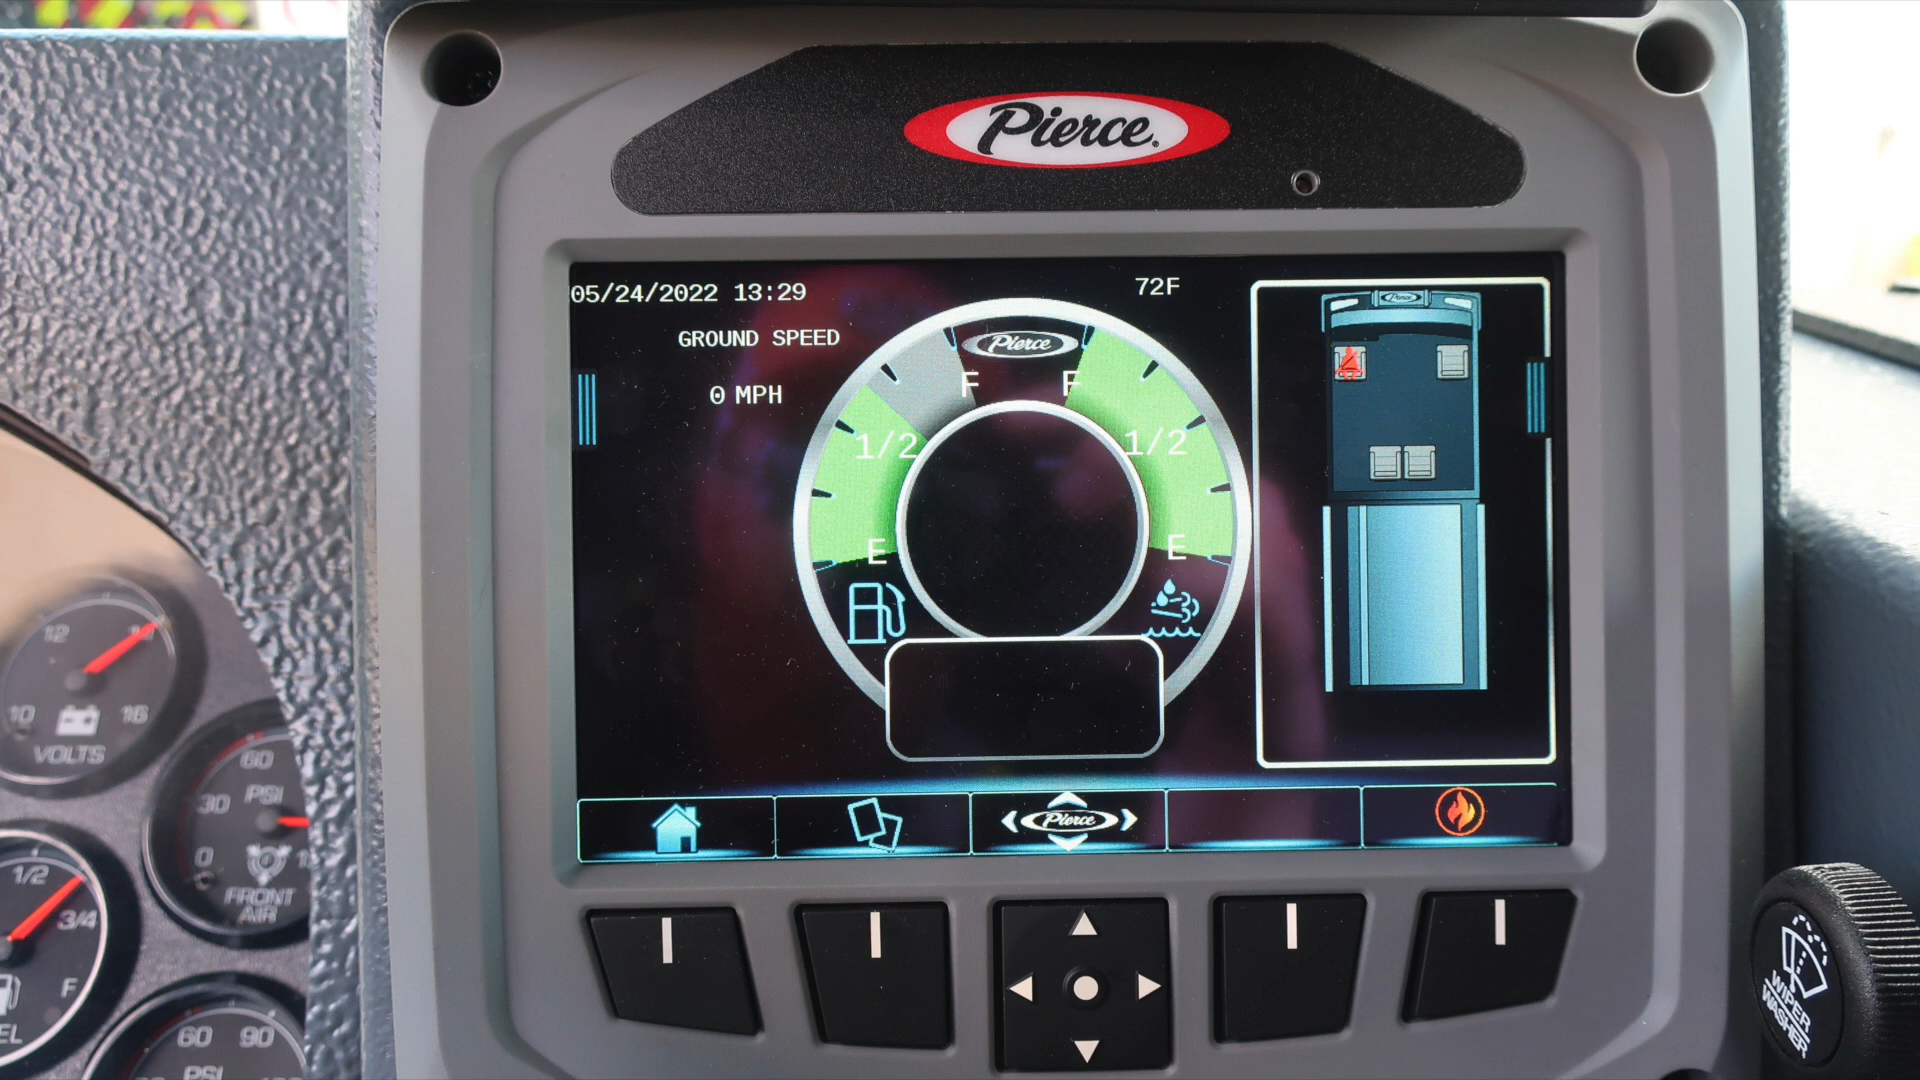 Pierce®
05/24/2022 13:29
72F
GROUND SPEED
0 MPH
Pierce
F
F
1/2
1/2
E
E
Pierce
Pierce
12
14
10
16
VOLTS
60
30
PSI
0
FRONT
AIR
1/2
3/4
F
60
90
PSI
WIPER
WASHER